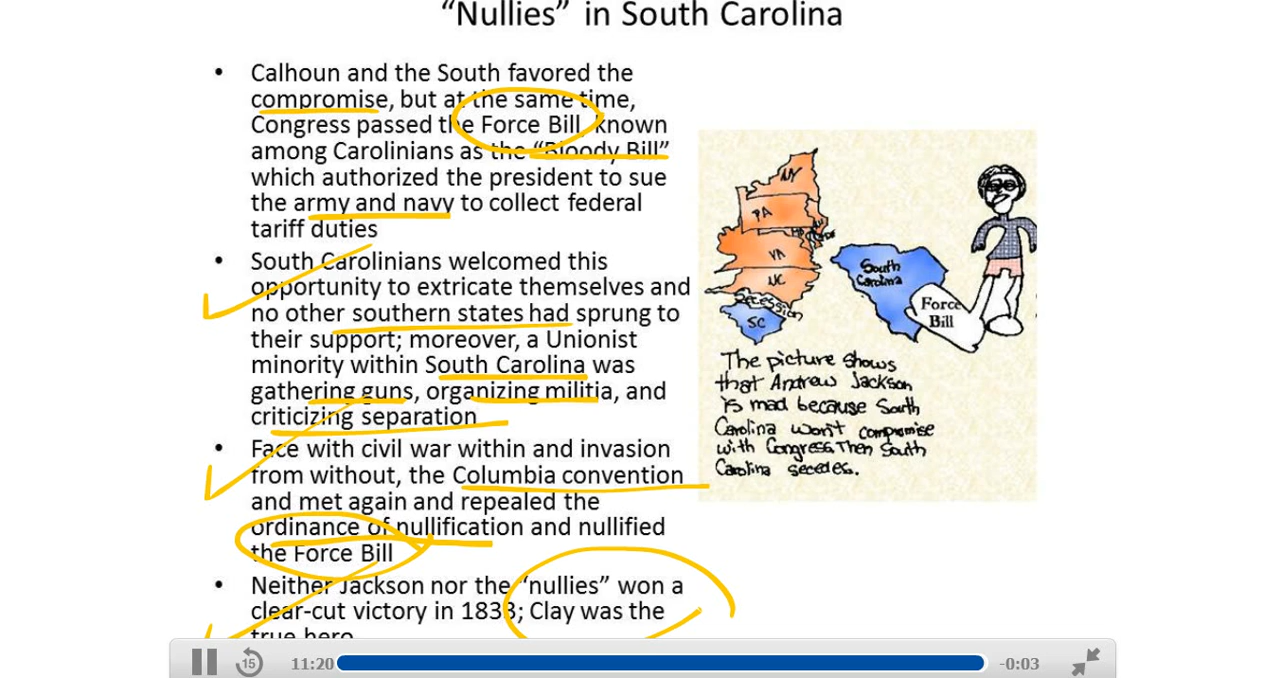 “Nullies” in South Carolina
• Calhoun and the South favored the
compromise, but at the same time,
Congress passed the Force Bill, known
among Carolinians as the “Bloody Bill”
which authorized the president to sue
the army and navy to collect federal
tariff duties
• South Carolinians welcomed this
opportunity to extricate themselves and
no other southern states had sprung to
their support; moreover, a Unionist
minority within South Carolina was
gathering guns, organizing militia, and
criticizing separation
• Face with civil war within and invasion
from without, the Columbia convention
and met again and repealed the
ordinance of nullification and nullified
the Force Bill
• Neither Jackson nor the “nullies” won a
clear-cut victory in 1833; Clay was the
true hero
NY
PA
VA
NC
Secession
SC
South
Carolina
Force
Bill
The picture shows
that Andrew Jackson
is mad because South
Carolina won't compromise
with Congress. Then South
Carolina secedes.
15
11:20
-0:03